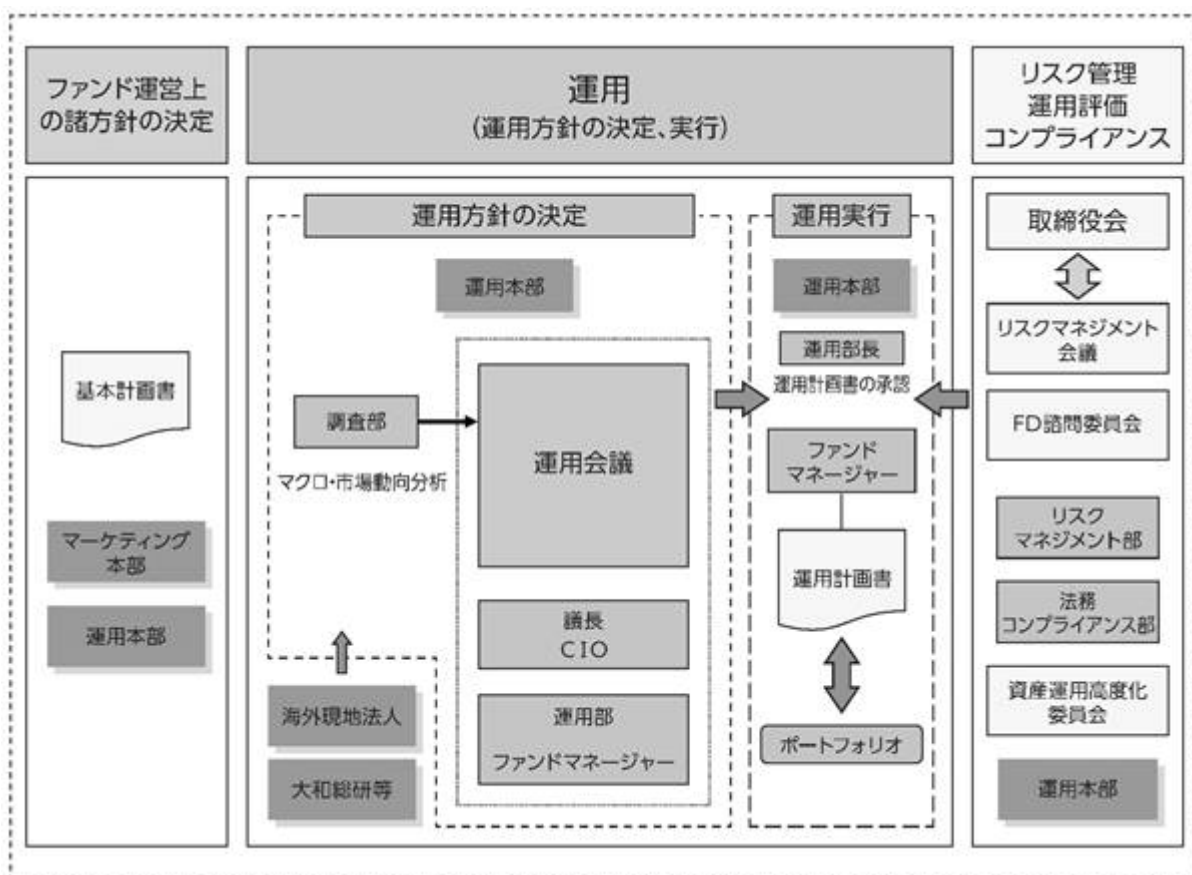 ファンド運営上
の諸方針の決定
運用
(運用方針の決定、実行)
リスク管理
運用評価
コンプライアンス
基本計画書
マーケティング
本部
運用本部
運用方針の決定
運用本部
調査部
マクロ・市場動向分析
運用会議
議長
CIO
運用部
ファンドマネージャー
海外現地法人
大和総研等
運用実行
運用本部
運用部長
運用計画書の承認
ファンド
マネージャー
運用計画書
ポートフォリオ
取締役会
リスクマネジメント
会議
FD諮問委員会
リスク
マネジメント部
法務
コンプライアンス部
資産運用高度化
委員会
運用本部